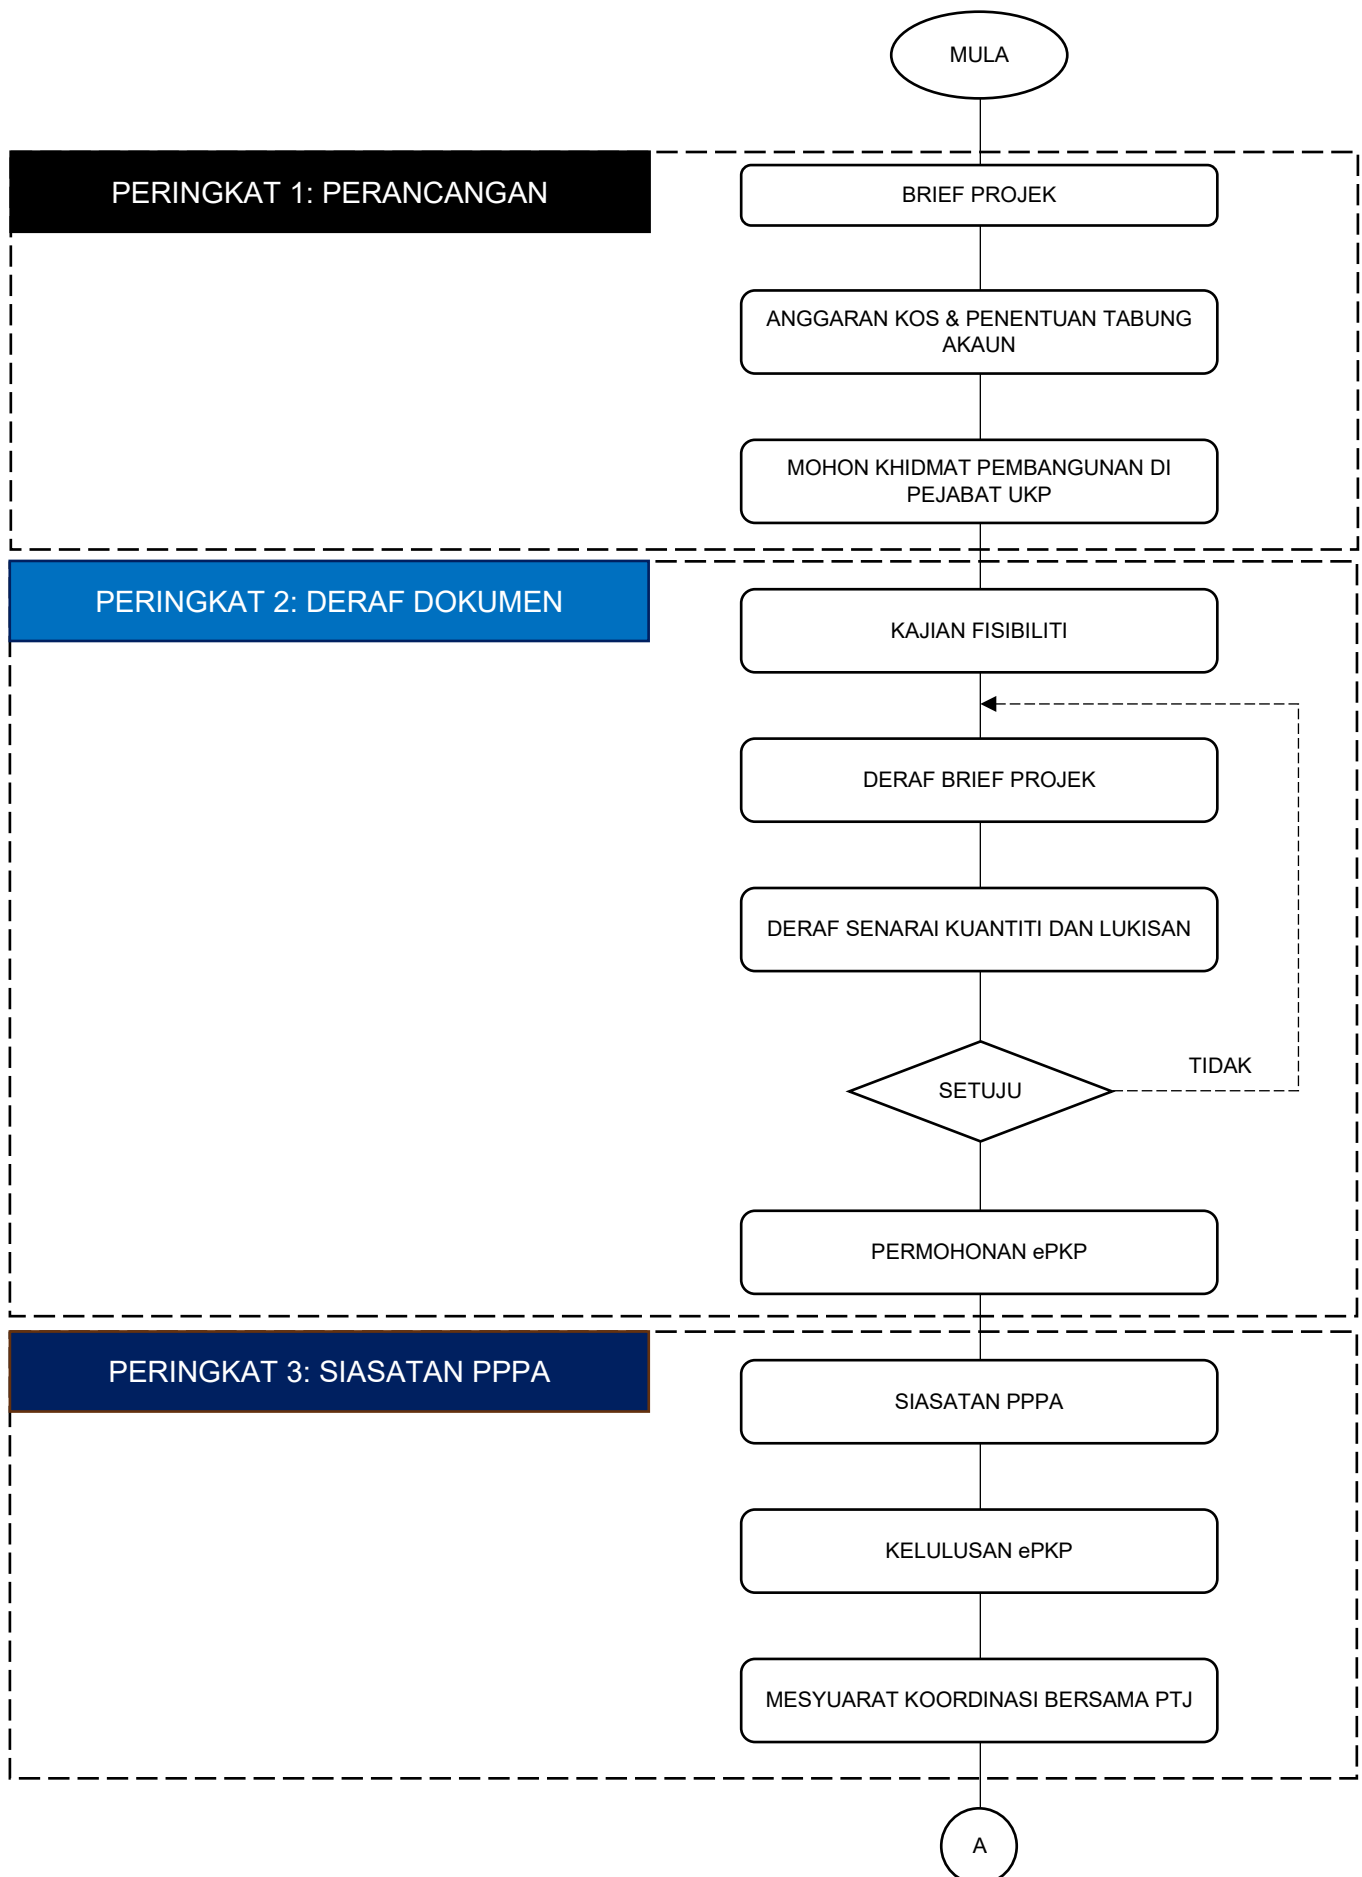 MULA
PERINGKAT 1: PERANCANGAN
BRIEF PROJEK
ANGGARAN KOS & PENENTUAN TABUNG
AKAUN
MOHON KHIDMAT PEMBANGUNAN DI
PEJABAT UKP
PERINGKAT 2: DERAF DOKUMEN
KAJIAN FISIBILITI
DERAF BRIEF PROJEK
DERAF SENARAI KUANTITI DAN LUKISAN
TIDAK
SETUJU
PERMOHONAN ePKP
PERINGKAT 3: SIASATAN PPPA
SIASATAN PPPA
KELULUSAN ePKP
MESYUARAT KOORDINASI BERSAMA PTJ
A